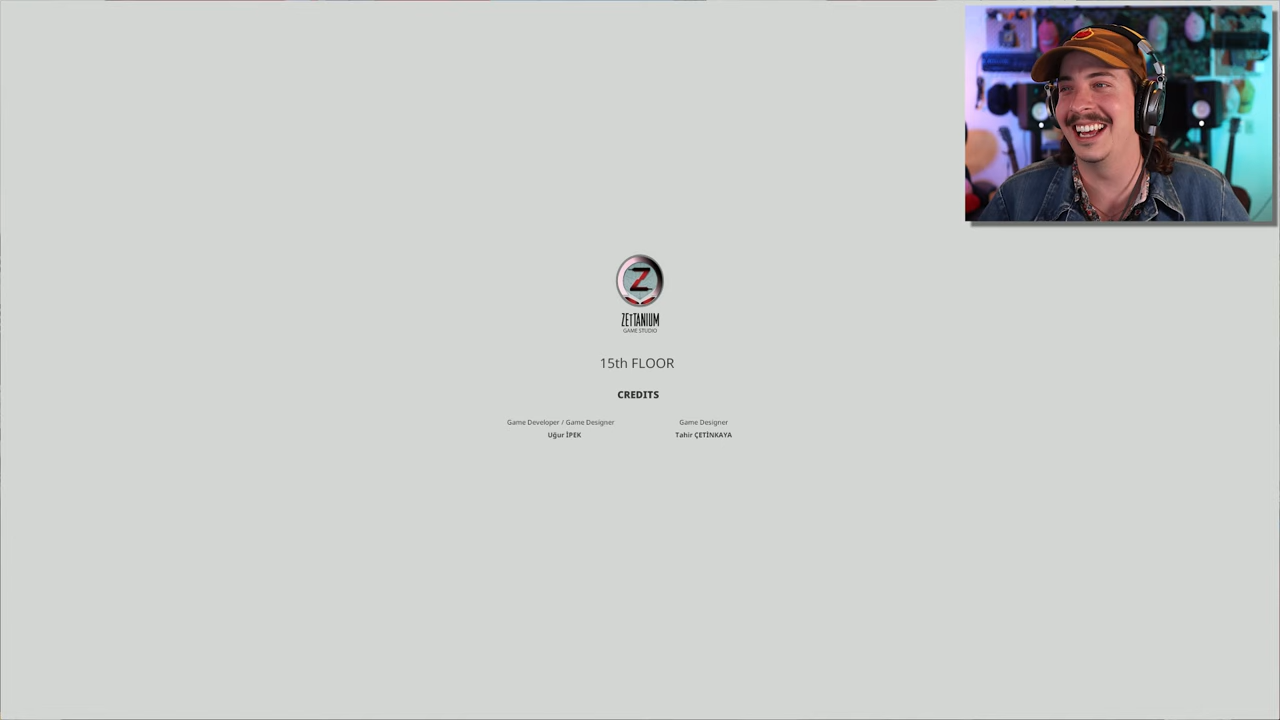 Z
ZETTANIUM
GAME STUDIO
15th FLOOR
CREDITS
Game Developer / Game Designer
Uğur İPEK
Game Designer
Tahir ÇETİNKAYA